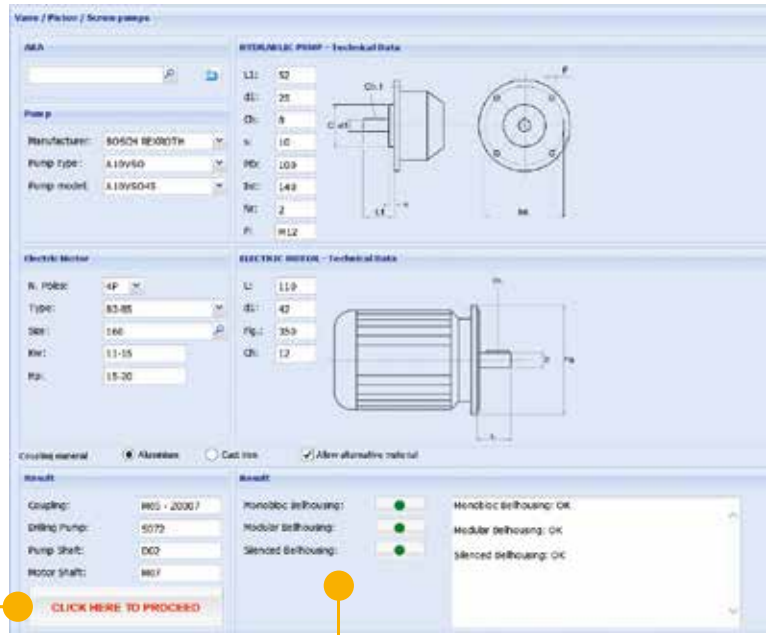 Vane / Piston / Screw pumps
AKA
Pump
Manufacturer: BOSCH REXROTH
Pump type: A10VSO
Pump model: A10VSO45
HYDRAULIC PUMP - Technical Data
L1: 52
d1: 25
Ch: 8
s: 10
100
Int: 140
2
F: M12
Ch.1
F
L1
s
Electric Motor
N. Poles: 4P
Type: B3-B5
Size: 160
Kw: 11-15
Hp: 15-20
ELECTRIC MOTOR - Technical Data
L: 110
d1: 42
Flg.: 350
Ch: 12
L
Coupling material Aluminium Cast Iron Allow alternative material
Result
Coupling:
Drilling Pump: S072
Pump Shaft: D02
Motor Shaft: M07
CLICK HERE TO PROCEED
Result
Monobloc Bellhousing:
Modular Bellhousing:
Silenced Bellhousing:
Monobloc Bellhousing: OK
Modular Bellhousing: OK
Silenced Bellhousing: OK